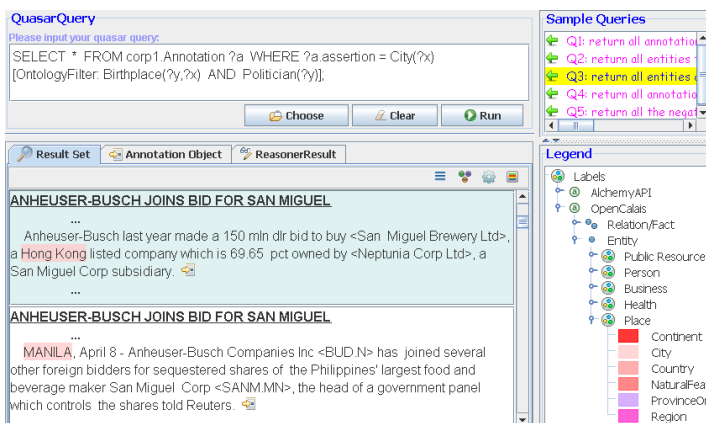 QuasarQuery
Please input your quasar query:
SELECT * FROM corp1.Annotation ?a WHERE ?a.assertion = City(?x)
[OntologyFilter: Birthplace(?y,?x) AND Politician(?y)];
Choose
Clear
Run
Sample Queries
Q1: return all annotation
Q2: return all entities
Q3: return all entities
Q4: return all annotatio
Q5: return all the negat
Result Set
Annotation Object
ReasonerResult
ANHEUSER-BUSCH JOINS BID FOR SAN MIGUEL
...
Anheuser-Busch last year made a 150 mln dlr bid to buy <San Miguel Brewery Ltd>,
a Hong Kong listed company which is 69.65 pct owned by <Neptunia Corp Ltd>, a
San Miguel Corp subsidiary.
...
ANHEUSER-BUSCH JOINS BID FOR SAN MIGUEL
...
MANILA, April 8 - Anheuser-Busch Companies Inc <BUD.N> has joined several
other foreign bidders for sequestered shares of the Philippines' largest food and
beverage maker San Miguel Corp <SANM.MN>, the head of a government panel
which controls the shares told Reuters.
Legend
Labels
AlchemyAPI
OpenCalais
Relation/Fact
Entity
Public Resource
Person
Business
Health
Place
Continent
City
Country
NaturalFea
ProvinceOr
Region